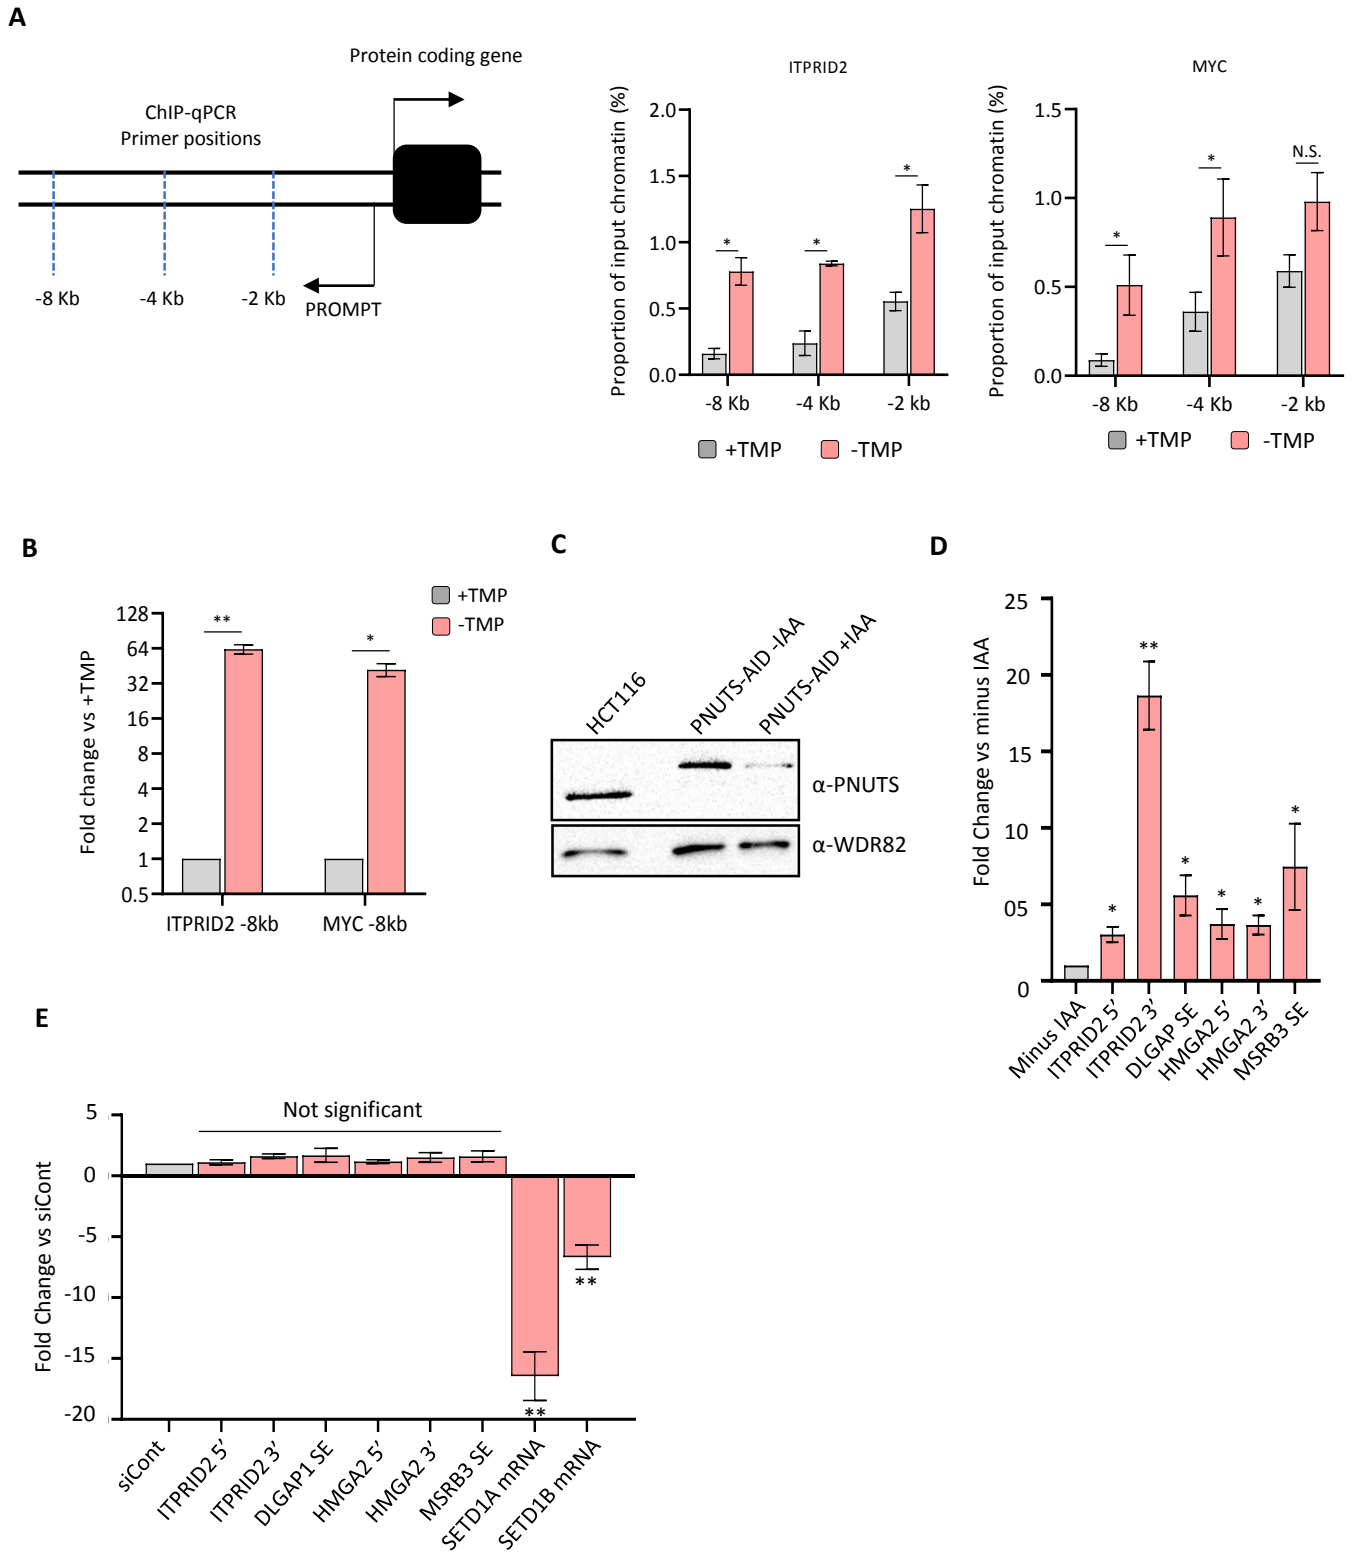 A
Protein coding gene
ChIP-qPCR
Primer positions
-8 Kb
-4 Kb
-2 Kb
PROMPT
ITPRID2
Proportion of input chromatin (%)
2.0
1.5
1.0
0.5
0.0
*
*
*
-8 Kb
-4 Kb
-2 kb
+TMP
-TMP
MYC
Proportion of input chromatin (%)
1.5
1.0
0.5
0.0
*
*
N.S.
-8 Kb
-4 Kb
-2 kb
+TMP
-TMP
B
+TMP
-TMP
Fold change vs +TMP
128
64
32
16
8
4
2
1
0.5
**
*
ITPRID2 -8kb
MYC -8kb
C
HCT116
PNUTS-AID -IAA
PNUTS-AID +IAA
α-PNUTS
α-WDR82
D
Fold Change vs minus IAA
25
20
15
10
05
0
*
**
*
*
*
*
Minus IAA
ITPRID2 5’
ITPRID2 3’
DLGAP SE
HMGA2 5’
HMGA2 3’
MSRB3 SE
E
Fold Change vs siCont
5
0
-5
-10
-15
-20
Not significant
**
**
siCont
ITPRID2 5’
ITPRID2 3’
DLGAP1 SE
HMGA2 5’
HMGA2 3’
MSRB3 SE
SETD1A mRNA
SETD1B mRNA